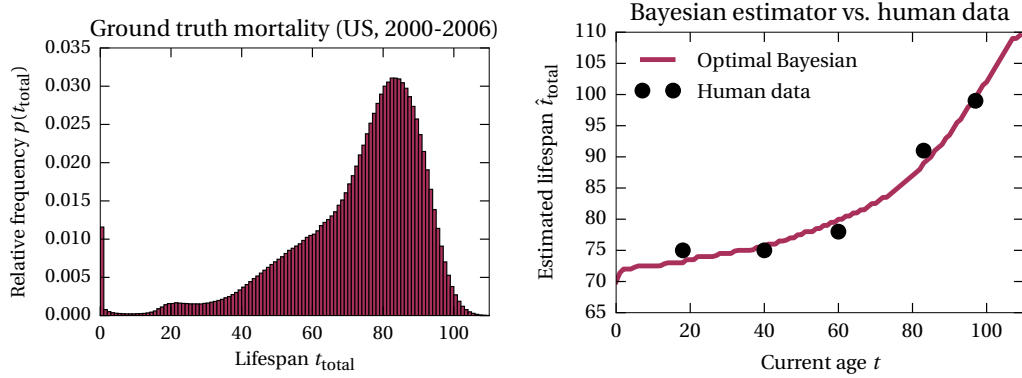 Ground truth mortality (US, 2000-2006)
Relative frequency p(t_total)
0.035
0.030
0.025
0.020
0.015
0.010
0.005
0.000
0 20 40 60 80 100
Lifespan t_total
Bayesian estimator vs. human data
Estimated lifespan t̂_total
110
105
100
95
90
85
80
75
70
65
Optimal Bayesian
Human data
0 20 40 60 80 100
Current age t